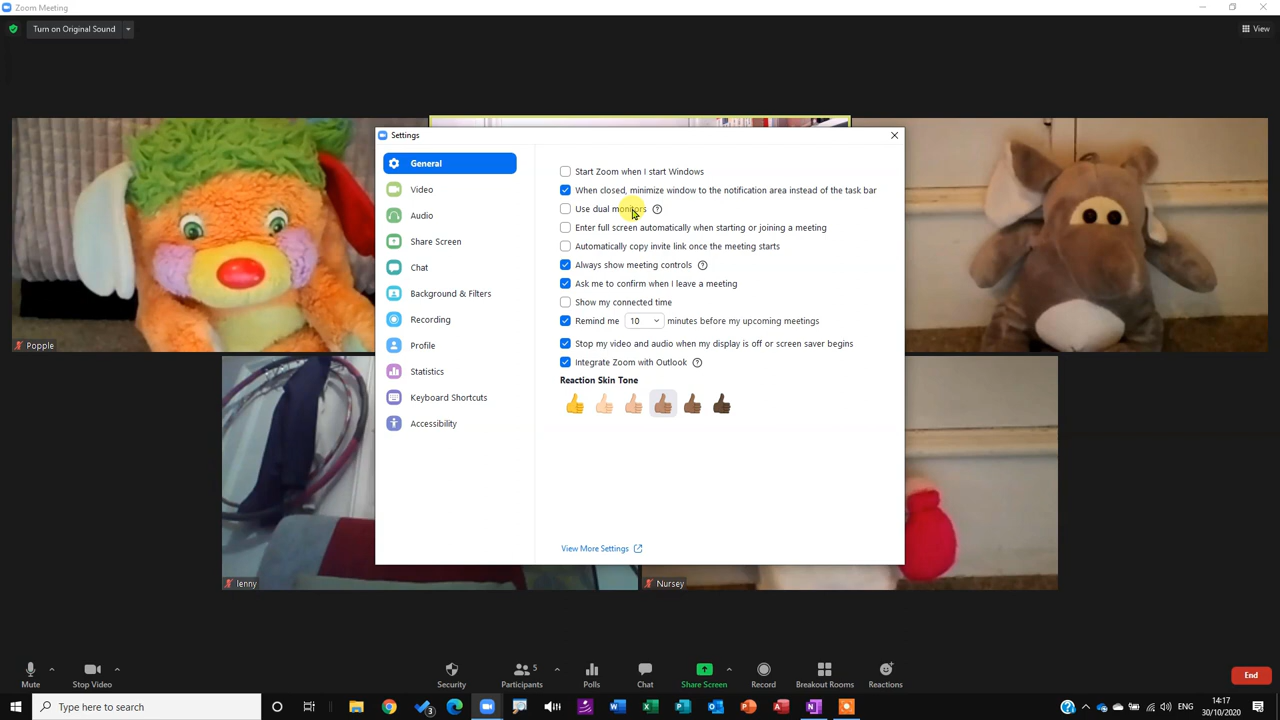 Zoom Meeting
Turn on Original Sound
View
Settings
General
Video
Audio
Share Screen
Chat
Background & Filters
Recording
Profile
Statistics
Keyboard Shortcuts
Accessibility
Start Zoom when I start Windows
When closed, minimize window to the notification area instead of the task bar
Use dual monitors
Enter full screen automatically when starting or joining a meeting
Automatically copy invite link once the meeting starts
Always show meeting controls
Ask me to confirm when I leave a meeting
Show my connected time
Remind me 10 minutes before my upcoming meetings
Stop my video and audio when my display is off or screen saver begins
Integrate Zoom with Outlook
Reaction Skin Tone
View More Settings
Popple
lenny
Nursey
Mute
Stop Video
Security
Participants 5
Polls
Chat
Share Screen
Record
Breakout Rooms
Reactions
End
Type here to search
3
ENG
14:17
30/10/2020